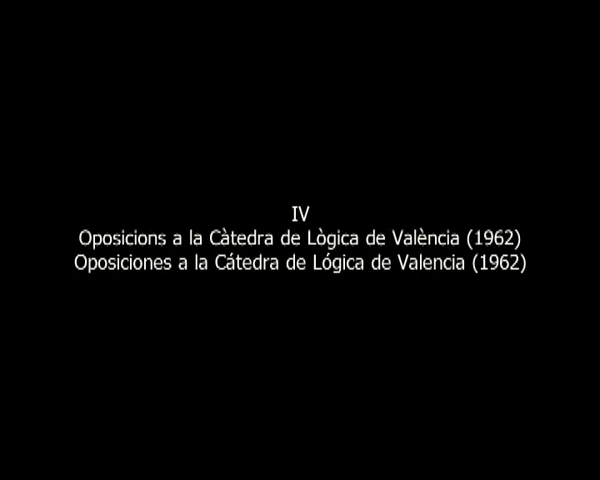 IV
Oposicions a la Càtedra de Lògica de València (1962)
Oposiciones a la Cátedra de Lógica de Valencia (1962)